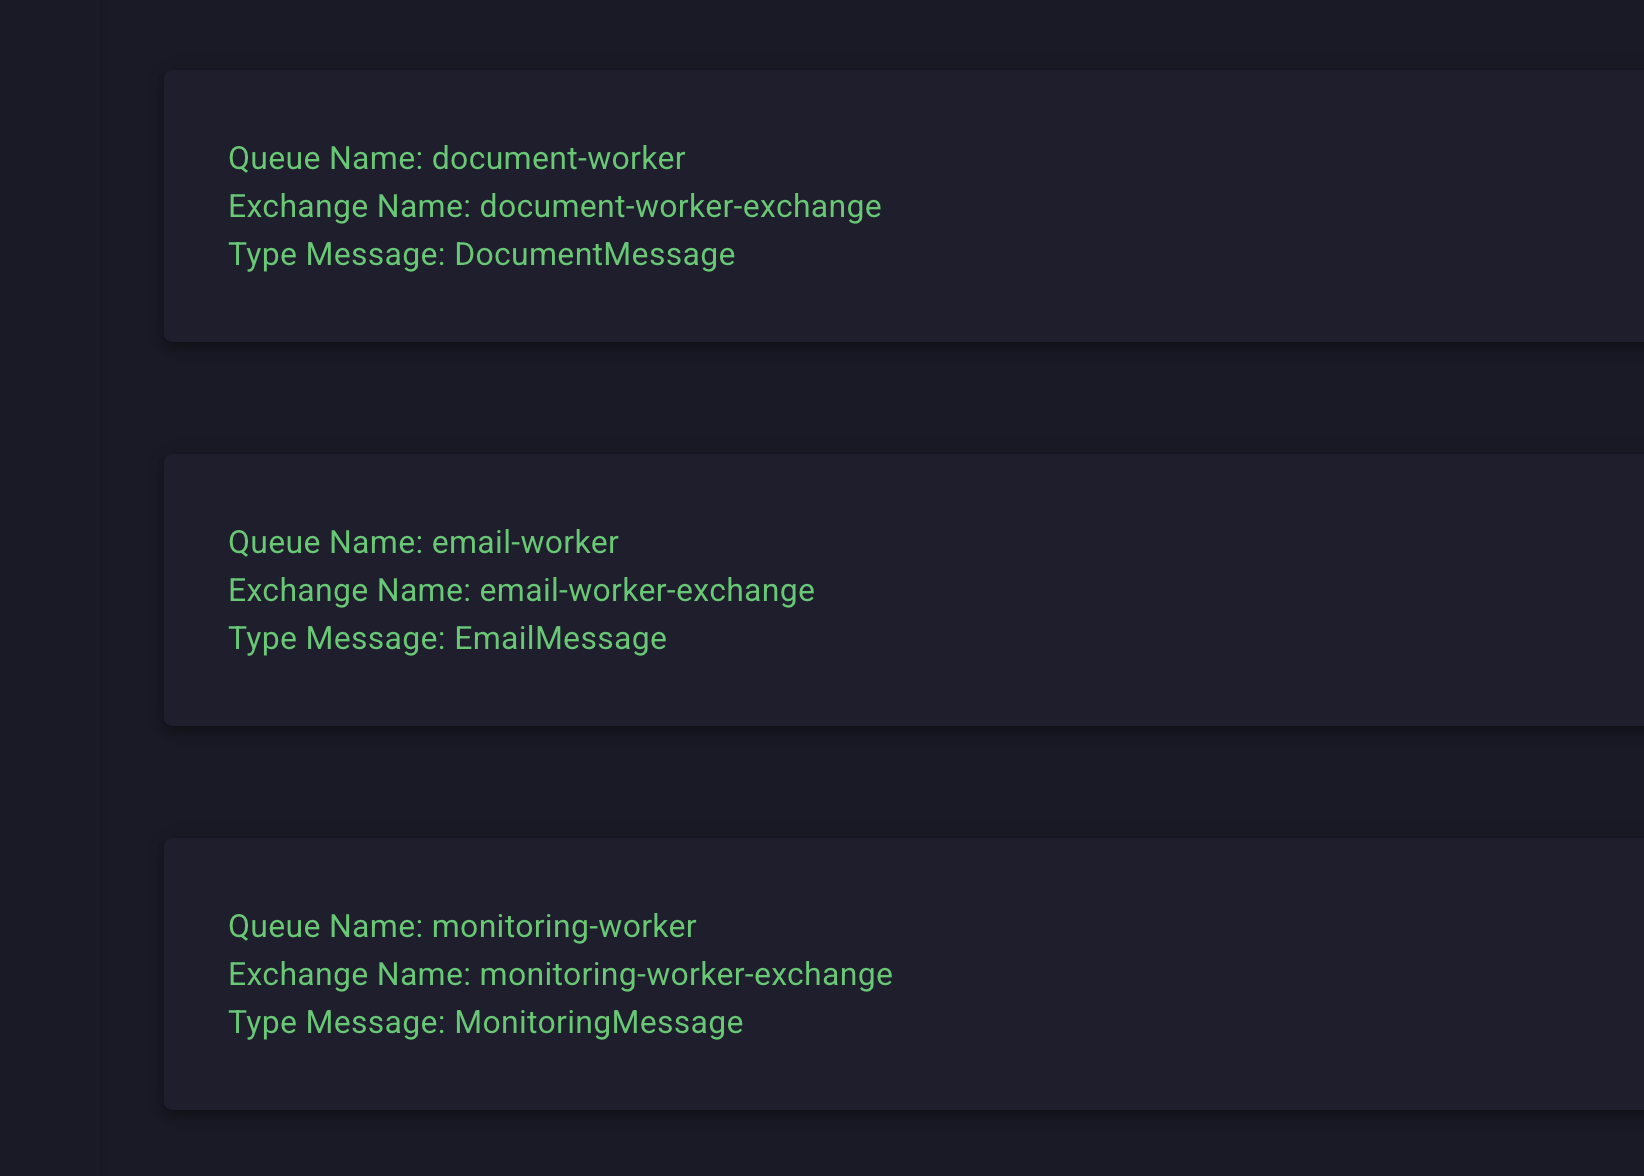 Queue Name: document-worker
Exchange Name: document-worker-exchange
Type Message: DocumentMessage
Queue Name: email-worker
Exchange Name: email-worker-exchange
Type Message: EmailMessage
Queue Name: monitoring-worker
Exchange Name: monitoring-worker-exchange
Type Message: MonitoringMessage